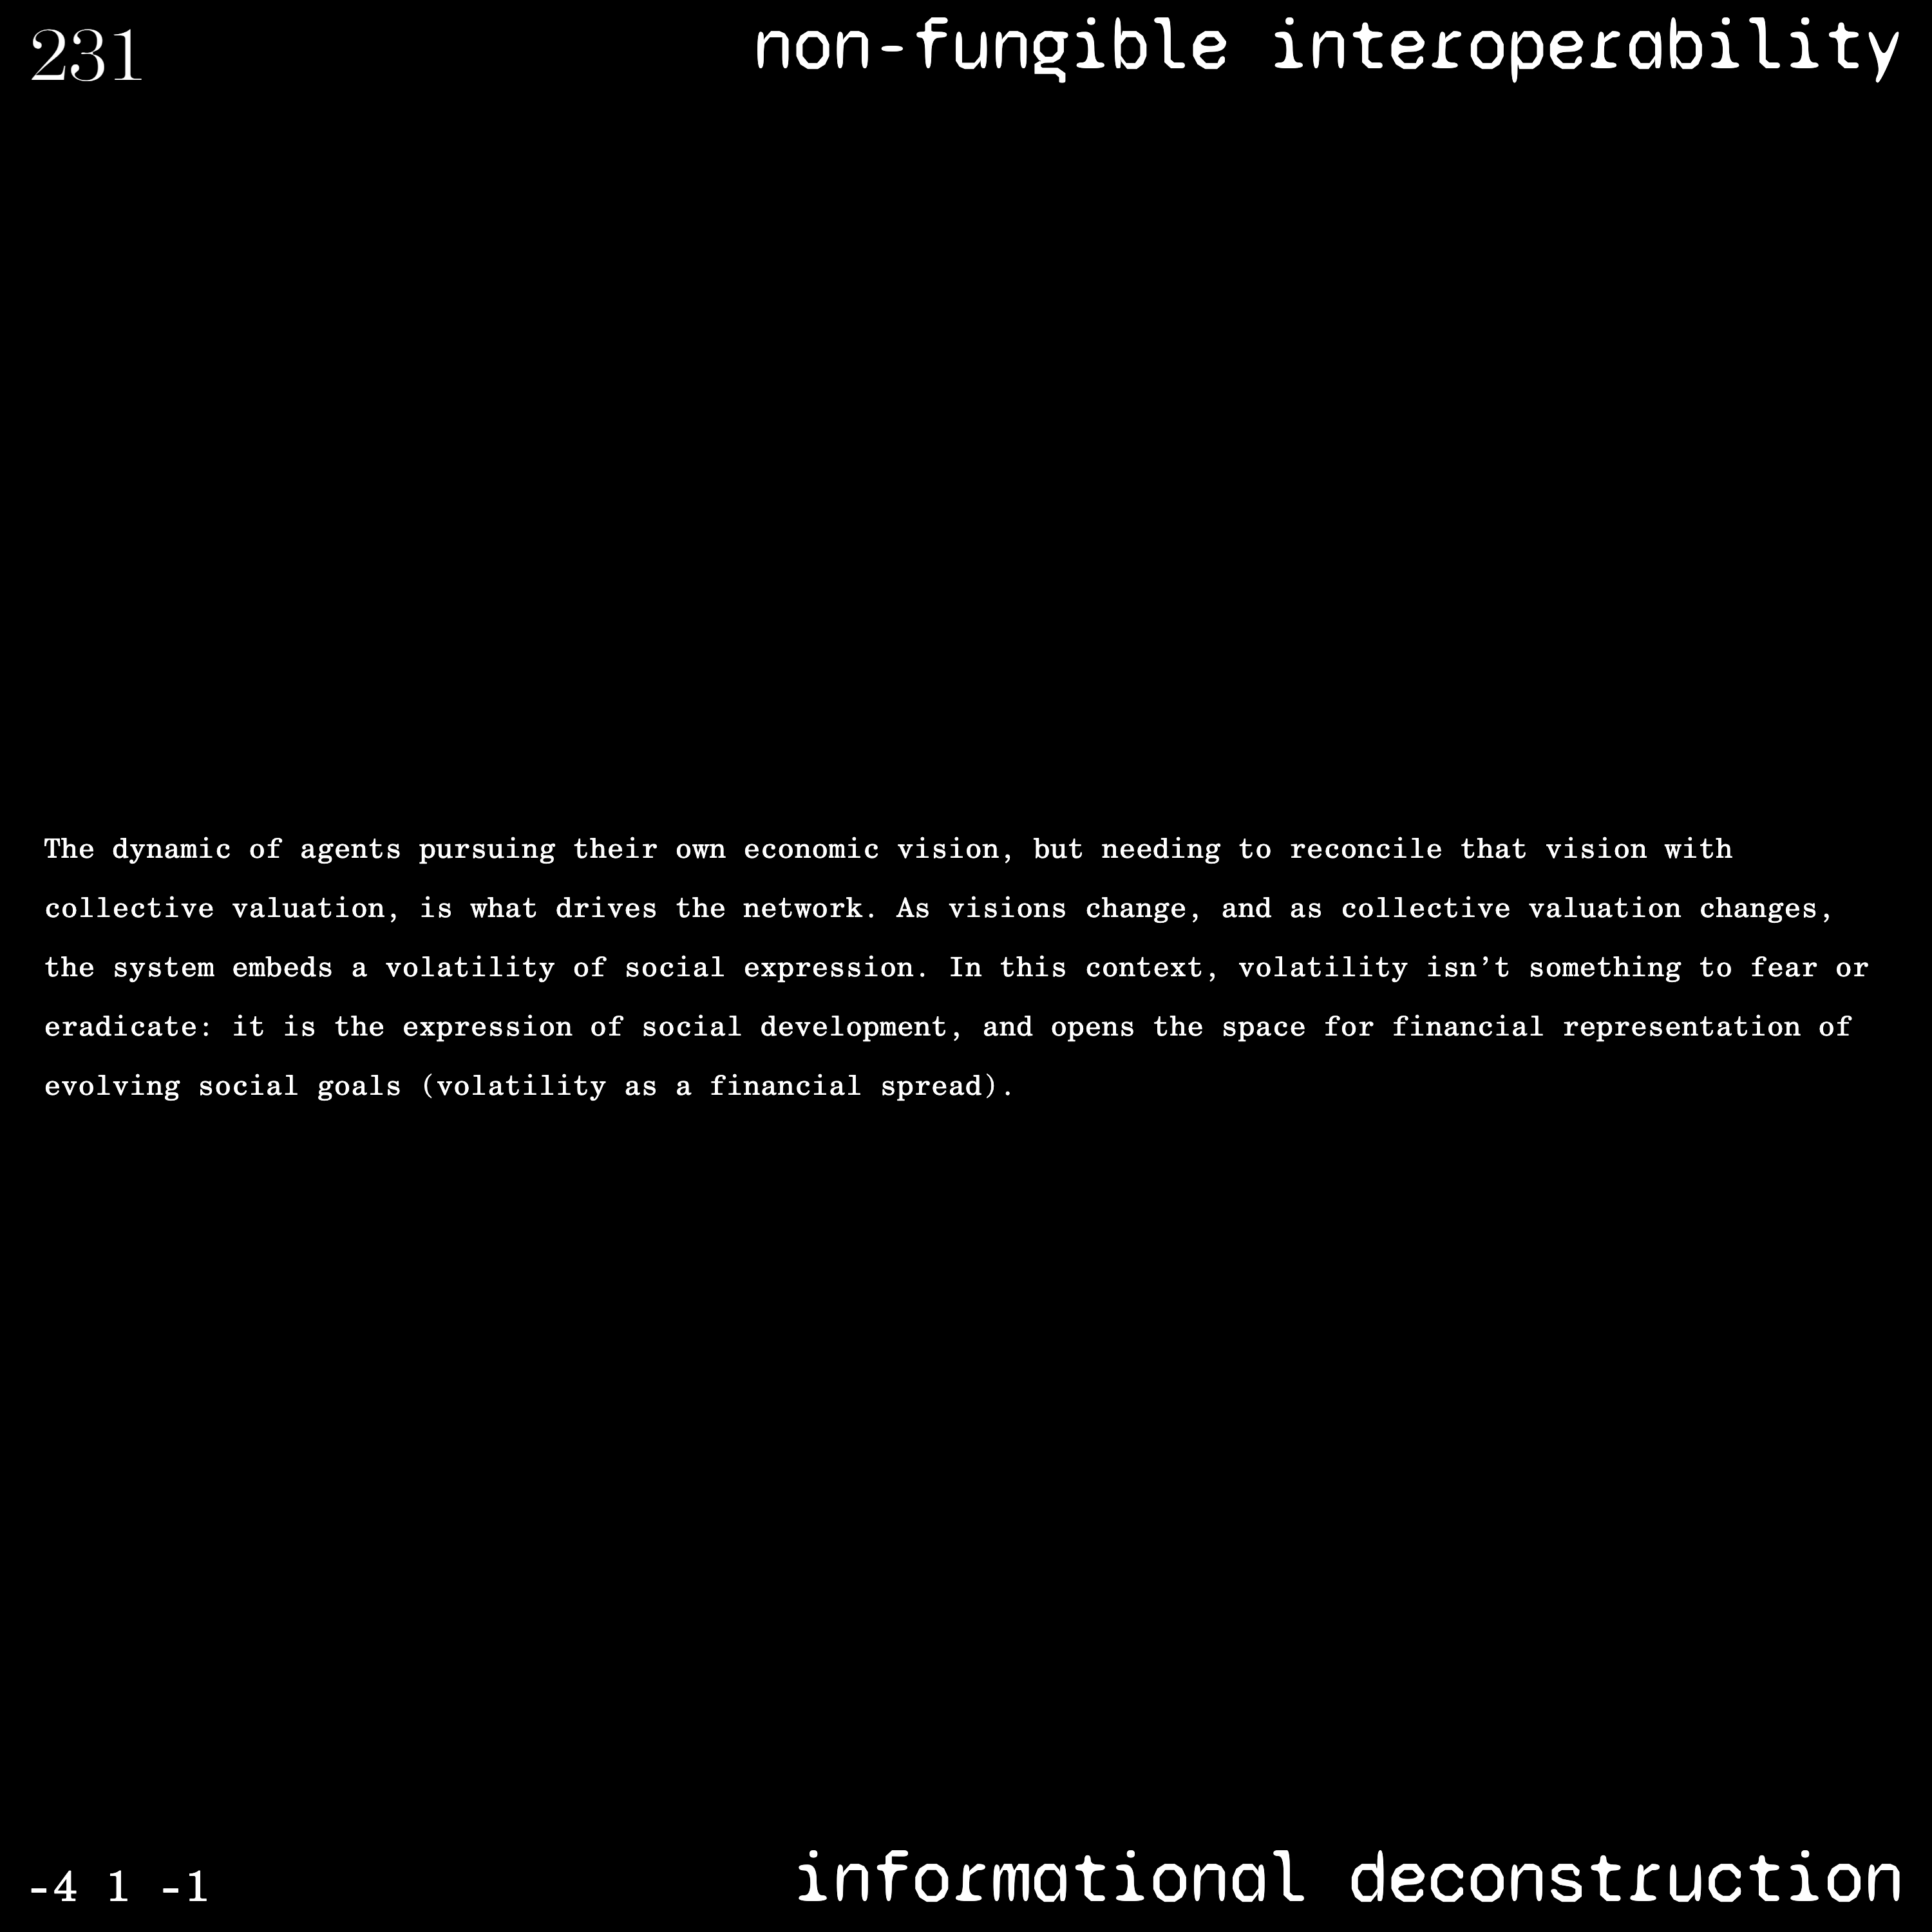 231
non-fungible interoperability
The dynamic of agents pursuing their own economic vision, but needing to reconcile that vision with
collective valuation, is what drives the network. As visions change, and as collective valuation changes,
the system embeds a volatility of social expression. In this context, volatility isn’t something to fear or
eradicate: it is the expression of social development, and opens the space for financial representation of
evolving social goals (volatility as a financial spread).
-4 1 -1
informational deconstruction